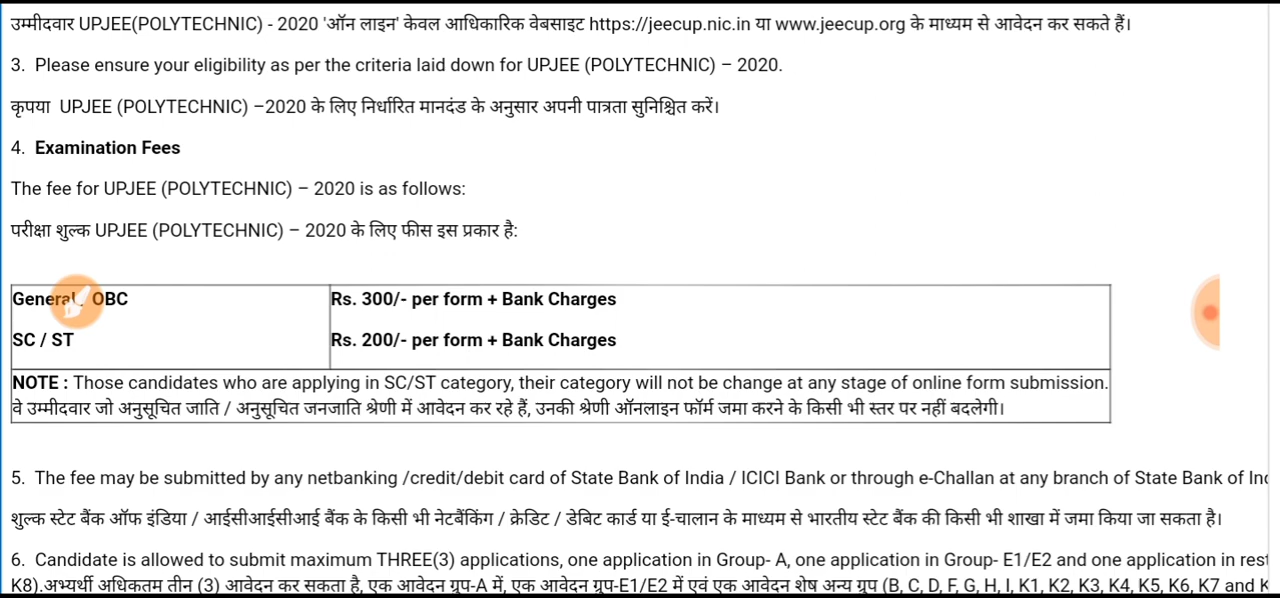 उम्मीदवार UPJEE(POLYTECHNIC) - 2020 'ऑन लाइन' केवल आधिकारिक वेबसाइट https://jeecup.nic.in या www.jeecup.org के माध्यम से आवेदन कर सकते हैं।
3. Please ensure your eligibility as per the criteria laid down for UPJEE (POLYTECHNIC) – 2020.
कृपया UPJEE (POLYTECHNIC) –2020 के लिए निर्धारित मानदंड के अनुसार अपनी पात्रता सुनिश्चित करें।
4. Examination Fees
The fee for UPJEE (POLYTECHNIC) – 2020 is as follows:
परीक्षा शुल्क UPJEE (POLYTECHNIC) – 2020 के लिए फीस इस प्रकार है:
General, OBC Rs. 300/- per form + Bank Charges
SC / ST Rs. 200/- per form + Bank Charges
NOTE : Those candidates who are applying in SC/ST category, their category will not be change at any stage of online form submission.
वे उम्मीदवार जो अनुसूचित जाति / अनुसूचित जनजाति श्रेणी में आवेदन कर रहे हैं, उनकी श्रेणी ऑनलाइन फॉर्म जमा करने के किसी भी स्तर पर नहीं बदलेगी।
5. The fee may be submitted by any netbanking /credit/debit card of State Bank of India / ICICI Bank or through e-Challan at any branch of State Bank of
शुल्क स्टेट बैंक ऑफ इंडिया / आईसीआईसीआई बैंक के किसी भी नेटबैंकिंग / क्रेडिट / डेबिट कार्ड या ई-चालान के माध्यम से भारतीय स्टेट बैंक की किसी भी शाखा में जमा किया जा सकता है।
6. Candidate is allowed to submit maximum THREE(3) applications, one application in Group- A, one application in Group- E1/E2 and one application in rest
K8).अभ्यर्थी अधिकतम तीन (3) आवेदन कर सकता है, एक आवेदन ग्रुप-A में, एक आवेदन ग्रुप-E1/E2 में एवं एक आवेदन शेष अन्य ग्रुप (B, C, D, F, G, H, I, K1, K2, K3, K4, K5, K6, K7 and